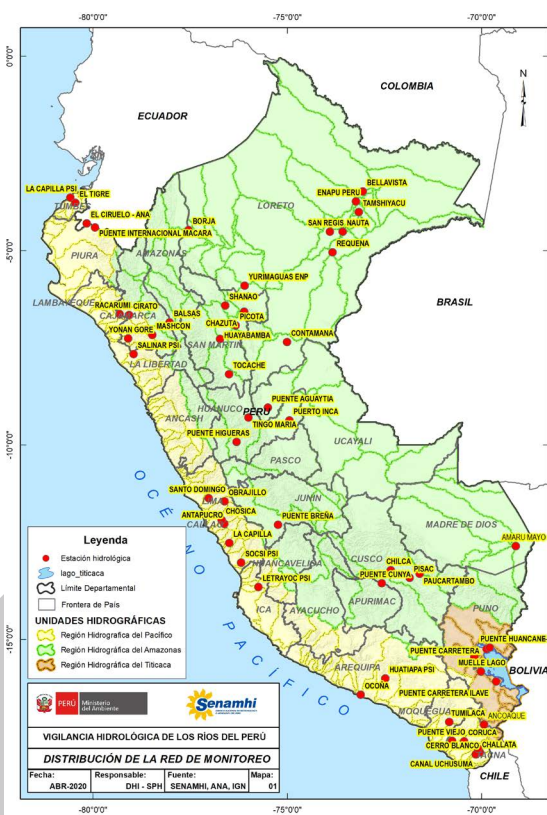 -80°0'0"
-75°0'0"
-70°0'0"
0°0'0"
COLOMBIA
N
ECUADOR
BELLAVISTA
LA CAPILLA PSI
ENAPU PERU
EL TIGRE
TAMSHIYACU
TUMBES
LORETO
EL CIRUELO - ANA
BORJA
SAN REGIS
NAUTA
PUENTE INTERNACIONAL MACARA
REQUENA
-5°0'0"
AMAZONAS
PIURA
YURIMAGUAS ENP
SHANAO
BRASIL
LAMBAYEQUE
RACARUMI
CIRATO
BALSAS
PICOTA
CAJAMARCA
CHAZUTA
YONAN GORE
MASHCON
HUAYABAMBA
CONTAMANA
SALINAR PSI
SAN MARTIN
LA LIBERTAD
TOCACHE
PUENTE AGUAYTIA
HUANUCO
PERÚ
PUERTO INCA
ANCASH
TINGO MARIA
PUENTE HIGUERAS
UCAYALI
-10°0'0"
PASCO
SANTO DOMINGO
OBRAJILLO
JUNIN
LIMA
ANTAPUCRO
CHOSICA
PUENTE BREÑA
MADRE DE DIOS
CALLAO
LA CAPILLA
AMARU MAYO
SOCSI PSI
HUANCAVELICA
CUSCO
CHILCA
PISAC
PUENTE CUNYA
PAUCARTAMBO
LETRAYOC PSI
APURIMAC
ICA
AYACUCHO
PUNO
-15°0'0"
PUENTE HUANCANE
PUENTE CARRETERA
MUELLE LAGO
BOLIVIA
AREQUIPA
HUATIAPA PSI
OCOÑA
PUENTE CARRETERA ILAVE
MOQUEGUA
TUMILACA
ANCOAQUE
PUENTE VIEJO
CORUCA
CERRO BLANCO
CHALLATA
TACNA
CANAL UCHUSUMA
CHILE
OCÉANO PACÍFICO
Leyenda
Estación hidrológica
lago_titicaca
Límite Departamental
Frontera de País
UNIDADES HIDROGRÁFICAS
Región Hidrografica del Pacífico
Región Hidrografica del Amazonas
Región Hidrografica del Titicaca
PERÚ
Ministerio
del Ambiente
Senamhi
VIGILANCIA HIDROLÓGICA DE LOS RÍOS DEL PERÚ
DISTRIBUCIÓN DE LA RED DE MONITOREO
Fecha:
ABR-2020
Responsable:
DHI - SPH
Fuente:
SENAMHI, ANA, IGN
Mapa:
01
-80°0'0"
-75°0'0"
-70°0'0"